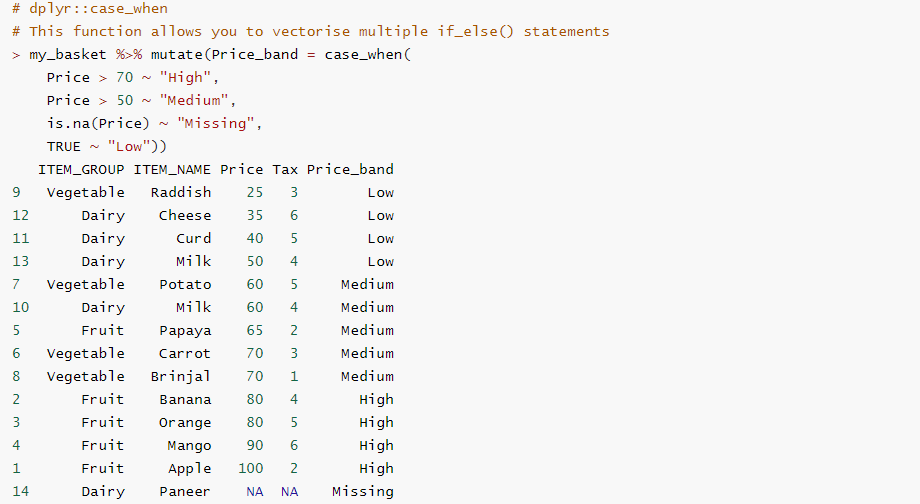 # dplyr::case_when
# This function allows you to vectorise multiple if_else() statements
> my_basket %>% mutate(Price_band = case_when(
    Price > 70 ~ "High",
    Price > 50 ~ "Medium",
    is.na(Price) ~ "Missing",
    TRUE ~ "Low"))
   ITEM_GROUP ITEM_NAME Price Tax Price_band
9   Vegetable   Raddish    25   3        Low
12      Dairy    Cheese    35   6        Low
11      Dairy      Curd    40   5        Low
13      Dairy      Milk    50   4        Low
7   Vegetable    Potato    60   5     Medium
10      Dairy      Milk    60   4     Medium
5       Fruit    Papaya    65   2     Medium
6   Vegetable    Carrot    70   3     Medium
8   Vegetable   Brinjal    70   1     Medium
2       Fruit    Banana    80   4       High
3       Fruit    Orange    80   5       High
4       Fruit     Mango    90   6       High
1       Fruit     Apple   100   2       High
14      Dairy    Paneer    NA  NA    Missing